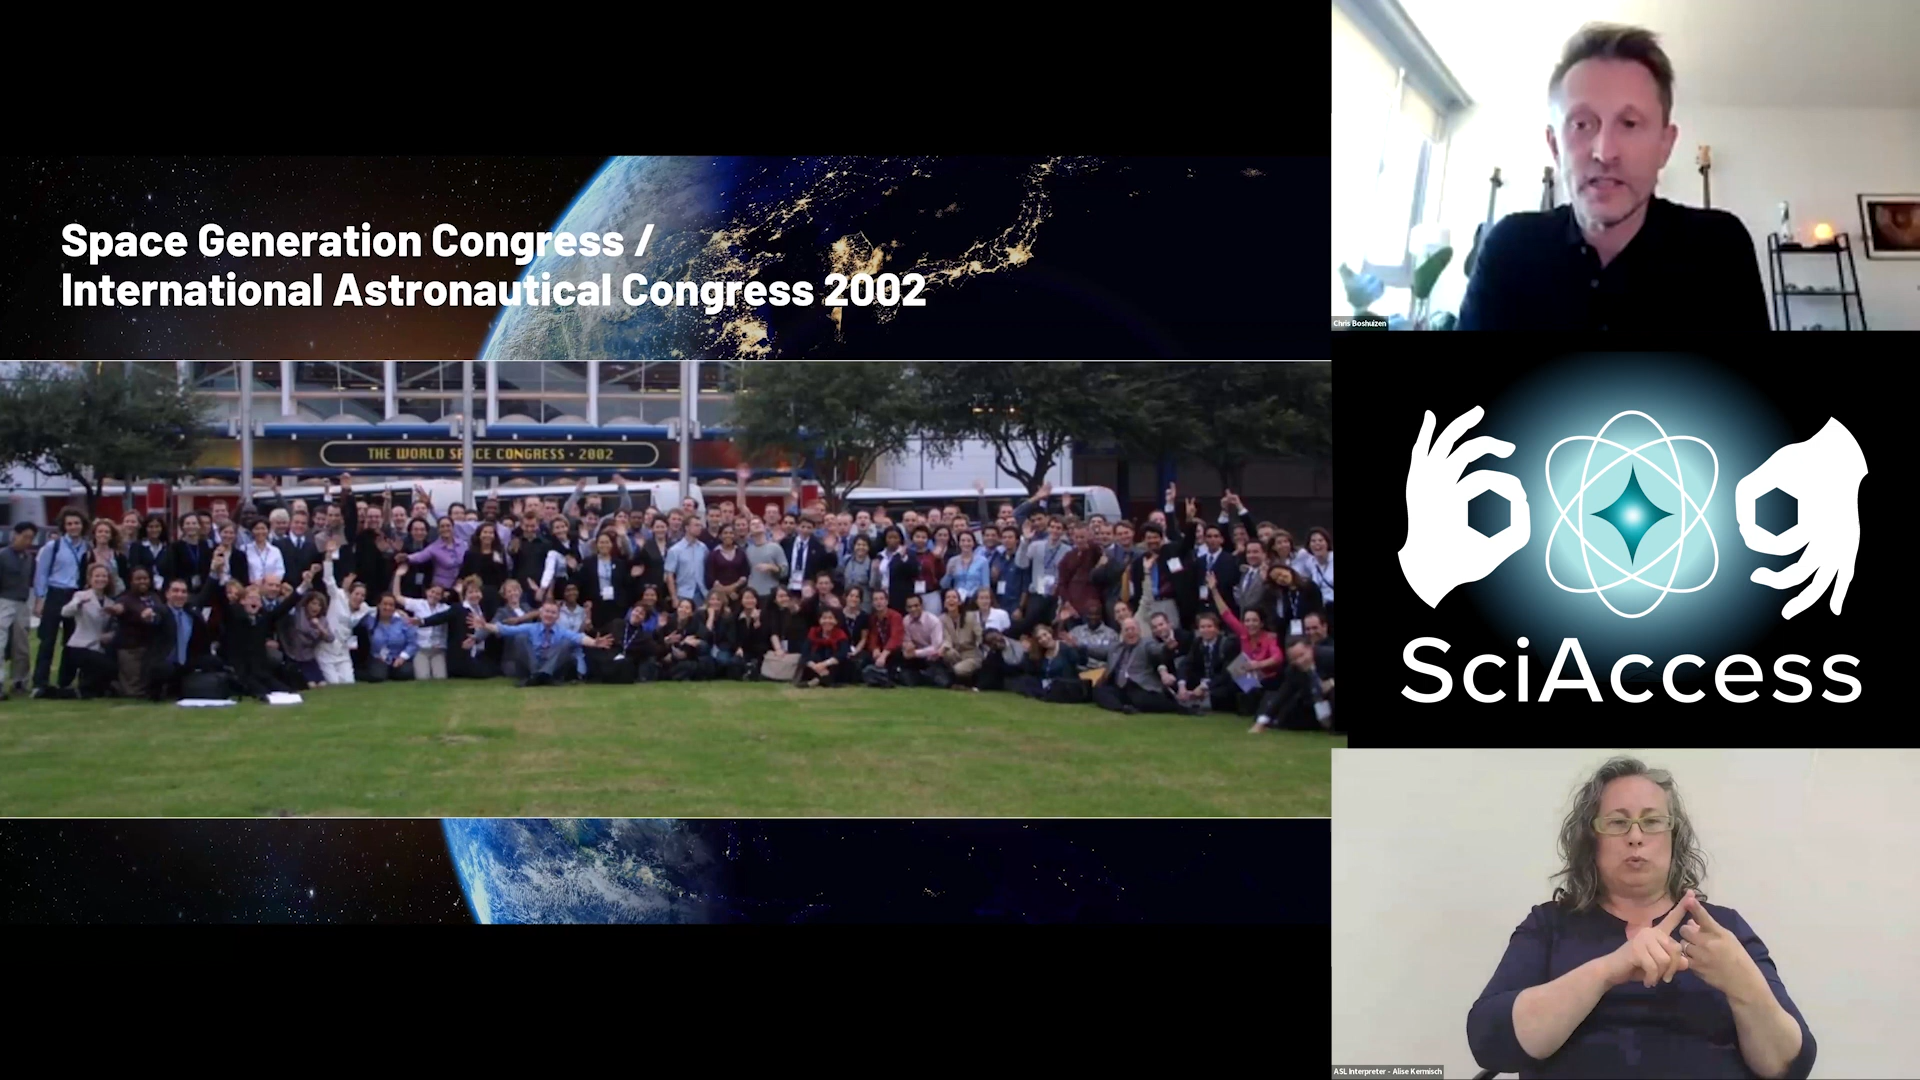 Space Generation Congress /
International Astronautical Congress 2002
THE WORLD SPACE CONGRESS · 2002
Chris Boshuizen
SciAccess
ASL Interpreter - Alise Kermisch